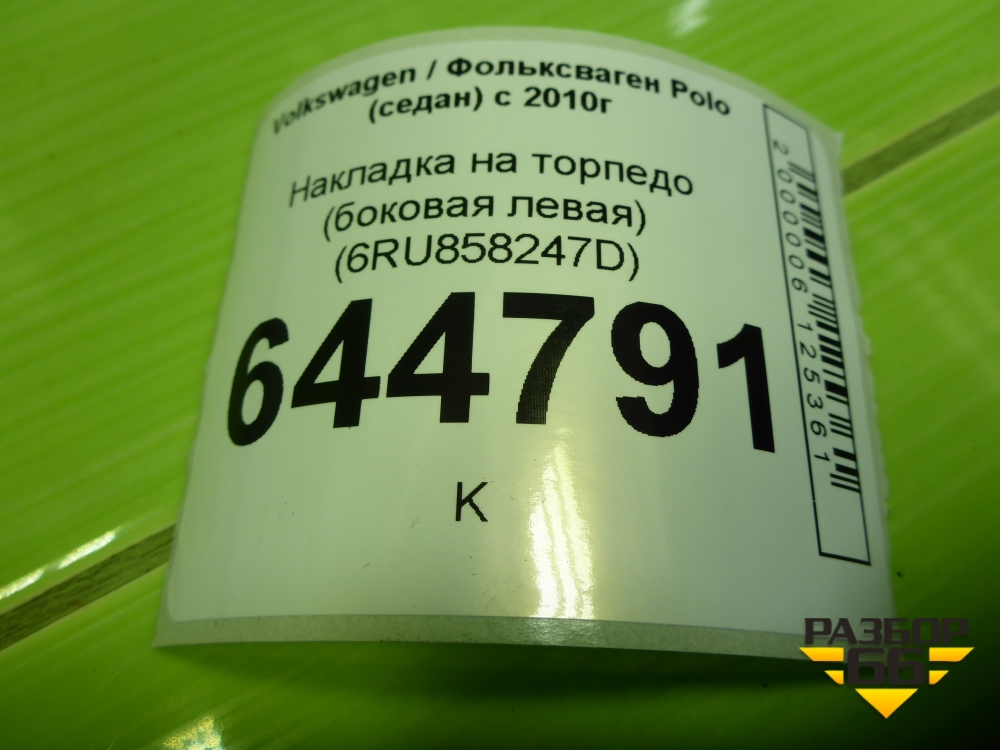 Volkswagen / Фольксваген Polo
(седан) с 2010г
Накладка на торпедо
(боковая левая)
(6RU858247D)
644791
К
2000006125361
РАЗБОР
66